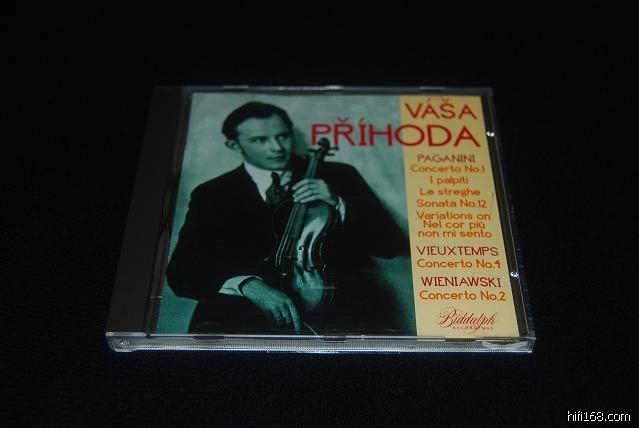 VÁŠA
PŘÍHODA
PAGANINI
Concerto No.1
I palpiti
Le streghe
Sonata No.12
Variations on
Nel cor più
non mi sento
VIEUXTEMPS
Concerto No.4
WIENIAWSKI
Concerto No.2
Biddulph
RECORDINGS
hifi168.com